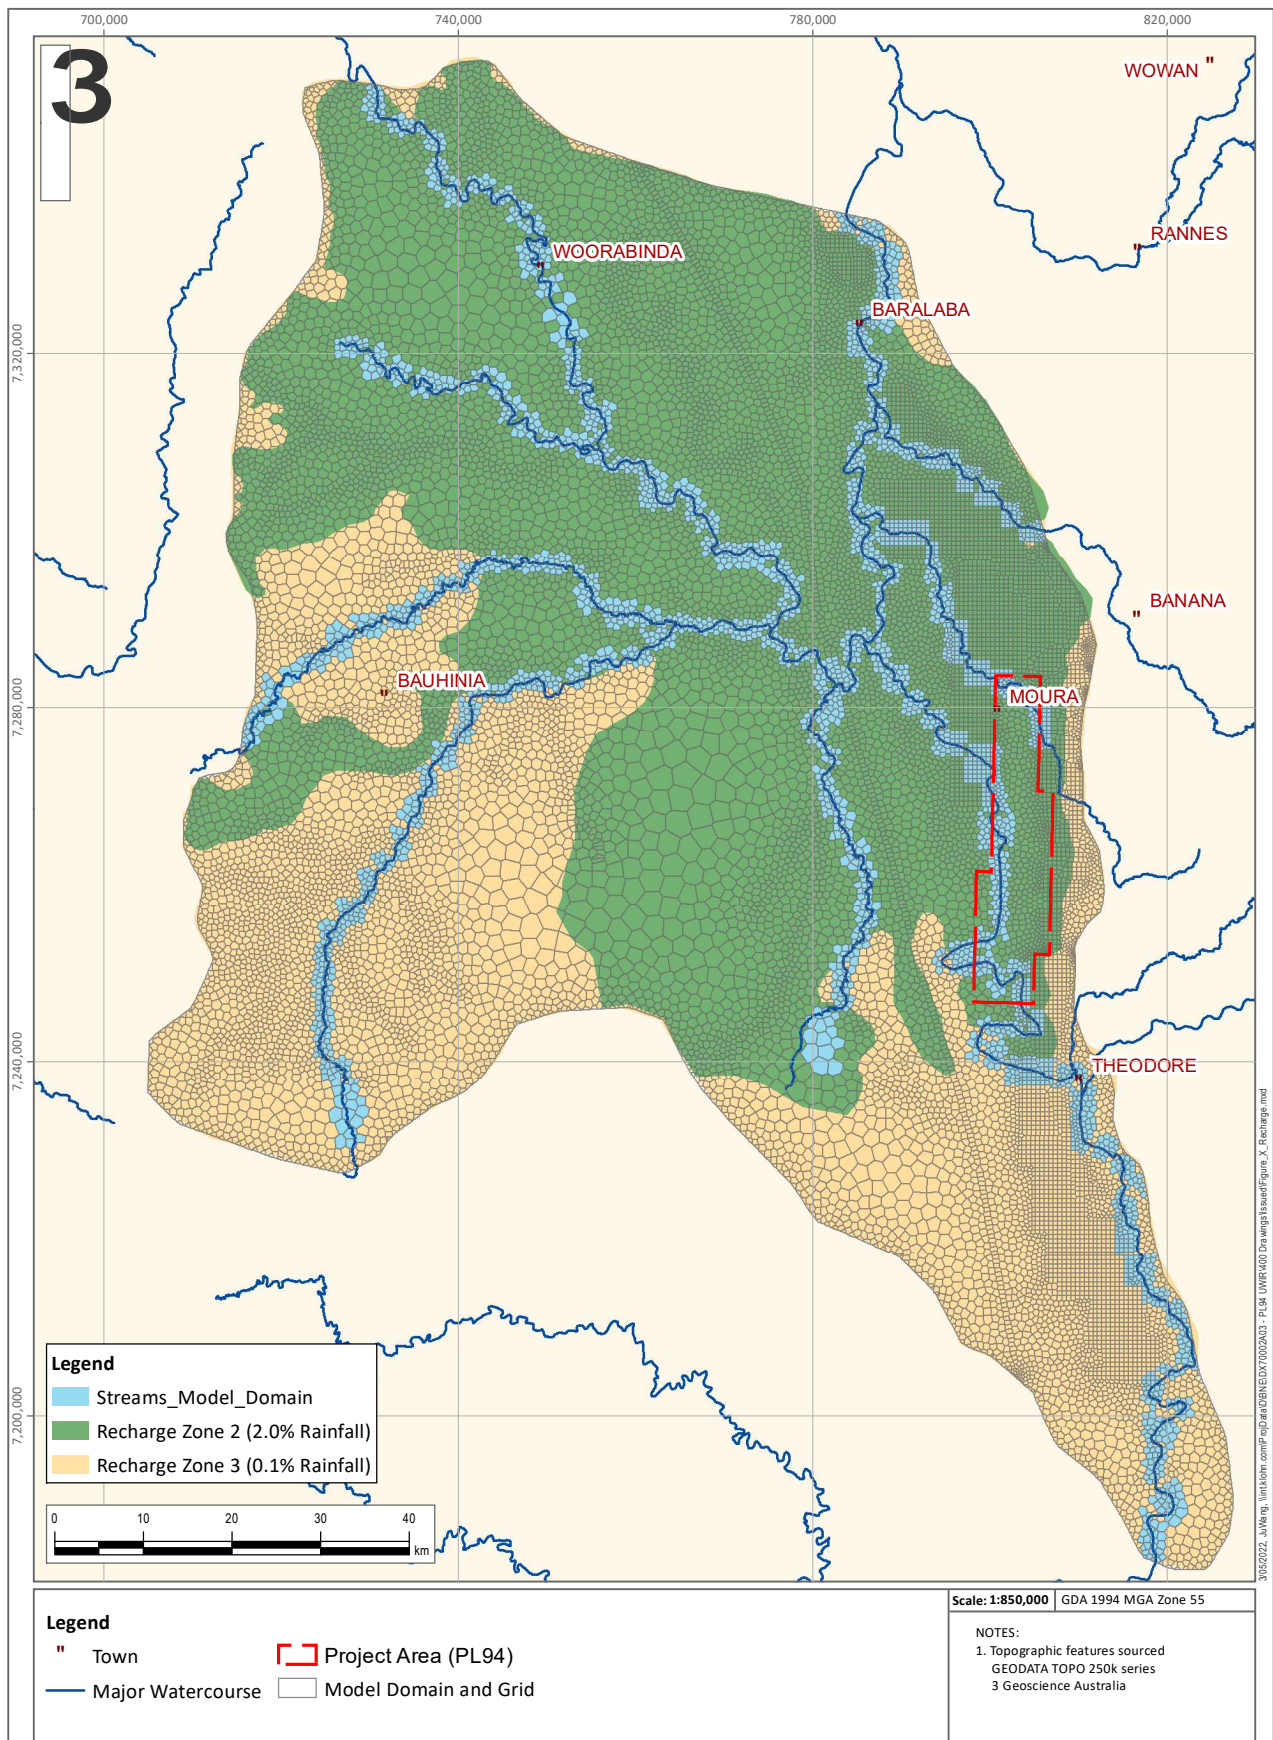 700,000
740,000
780,000
820,000
3
WOWAN
RANNES
WOORABINDA
BARALABA
7,320,000
BANANA
BAUHINIA
MOURA
7,280,000
7,240,000
THEODORE
7,200,000
Legend
Streams_Model_Domain
Recharge Zone 2 (2.0% Rainfall)
Recharge Zone 3 (0.1% Rainfall)
0 10 20 30 40
km
Legend
Town
Project Area (PL94)
Major Watercourse
Model Domain and Grid
Scale: 1:850,000
GDA 1994 MGA Zone 55
NOTES:
1. Topographic features sourced
GEODATA TOPO 250k series
3 Geoscience Australia